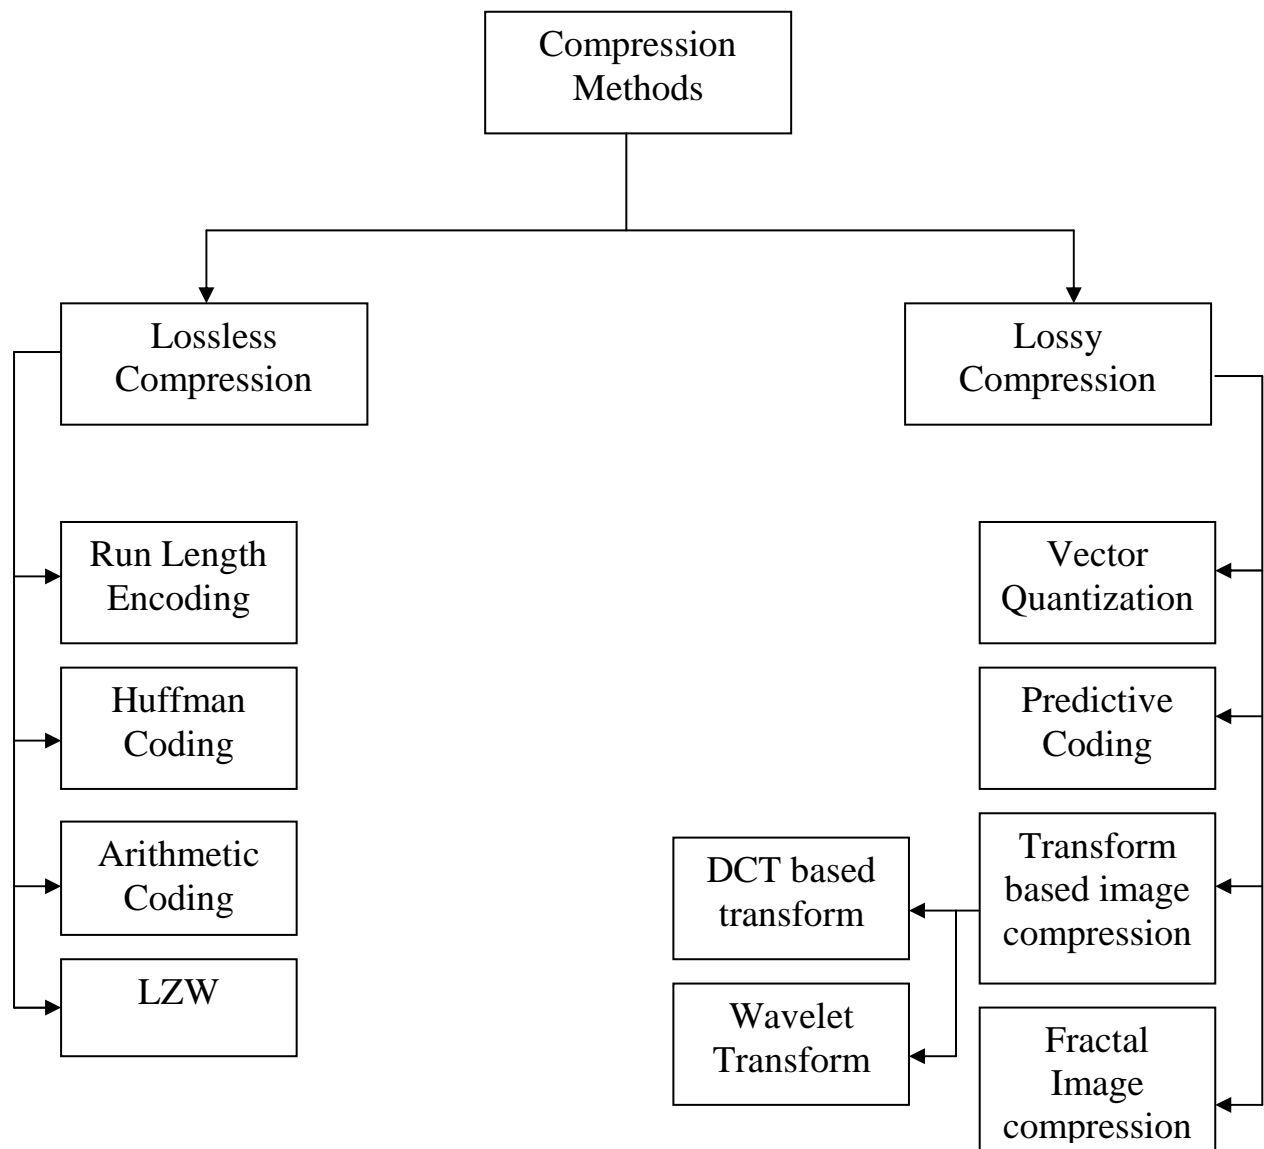 Compression
Methods
Lossless
Compression
Lossy
Compression
Run Length
Encoding
Huffman
Coding
Arithmetic
Coding
LZW
Vector
Quantization
Predictive
Coding
Transform
based image
compression
DCT based
transform
Wavelet
Transform
Fractal
Image
compression